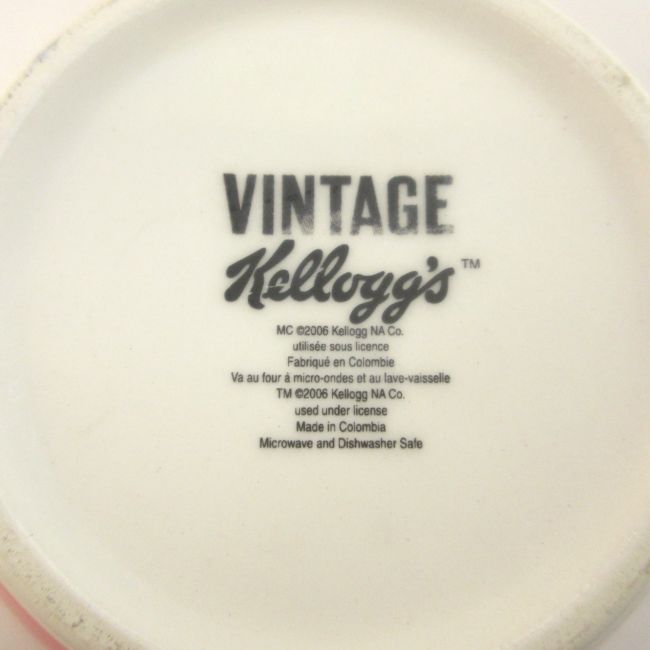 VINTAGE
Kellogg's™
MC ©2006 Kellogg NA Co.
utilisée sous licence
Fabriqué en Colombie
Va au four à micro-ondes et au lave-vaisselle
TM ©2006 Kellogg NA Co.
used under license
Made in Colombia
Microwave and Dishwasher Safe